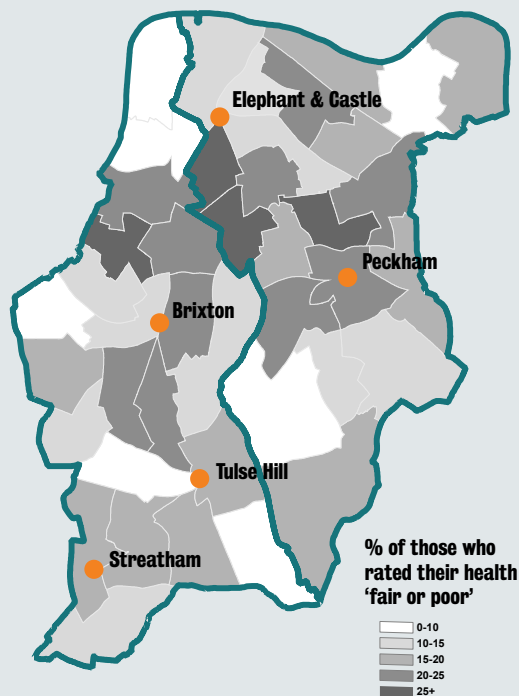 Elephant & Castle
Peckham
Brixton
Tulse Hill
Streatham
% of those who
rated their health
‘fair or poor’
0-10
10-15
15-20
20-25
25+